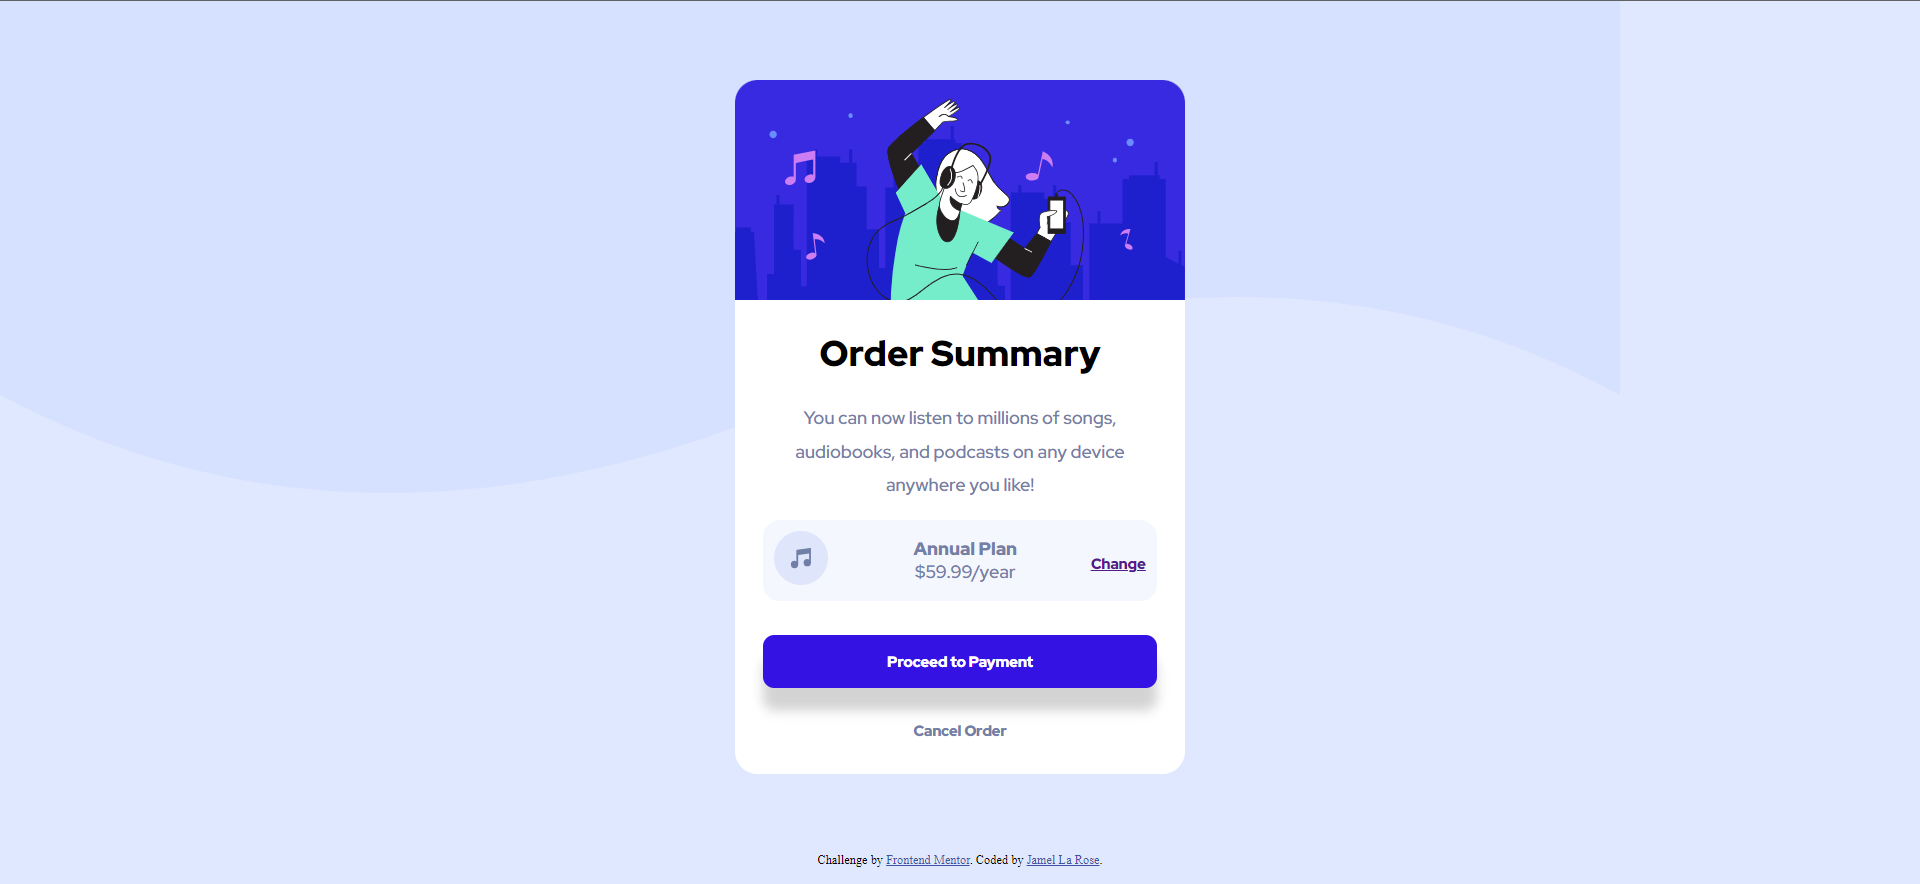 Order Summary
You can now listen to millions of songs,
audiobooks, and podcasts on any device
anywhere you like!
Annual Plan
$59.99/year
Change
Proceed to Payment
Cancel Order
Challenge by Frontend Mentor. Coded by Jamel La Rose.